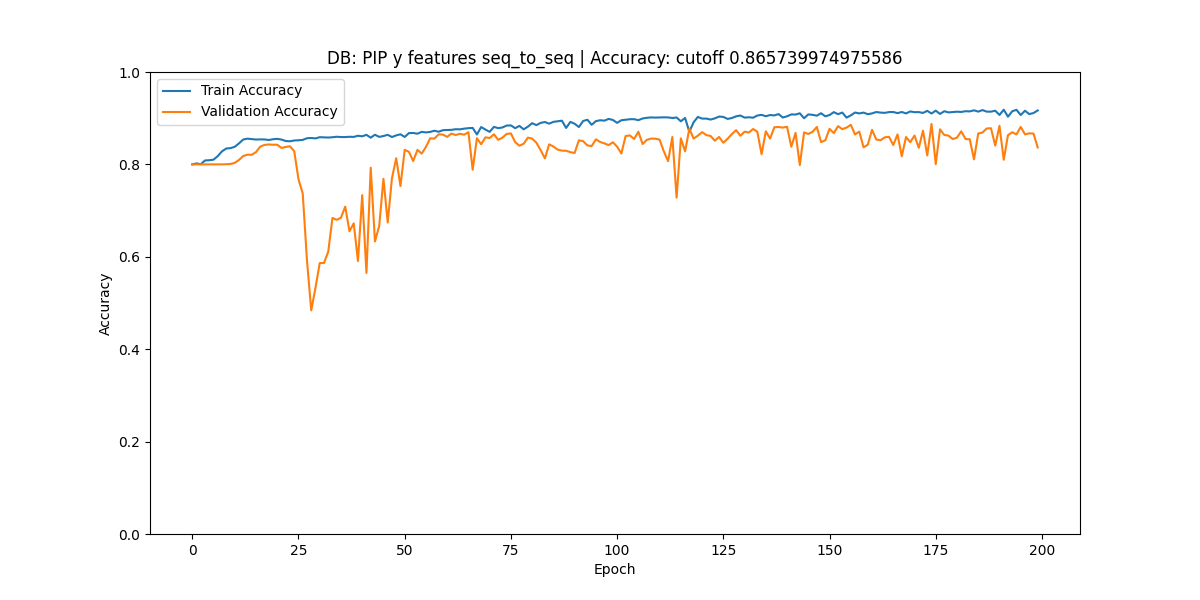 DB: PIP y features seq_to_seq | Accuracy: cutoff 0.865739974975586
Train Accuracy
Validation Accuracy
1.0
0.8
0.6
0.4
0.2
0.0
Accuracy
0 25 50 75 100 125 150 175 200
Epoch